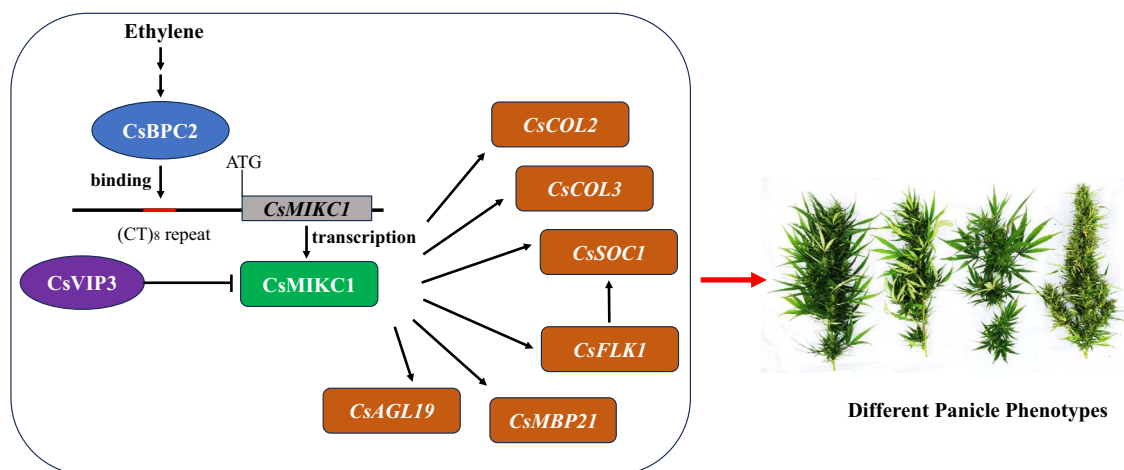 Ethylene
CsBPC2
binding
ATG
CsMIKC1
(CT)8 repeat
transcription
CsVIP3
CsMIKC1
CsCOL2
CsCOL3
CsSOC1
CsFLK1
CsAGL19
CsMBP21
Different Panicle Phenotypes